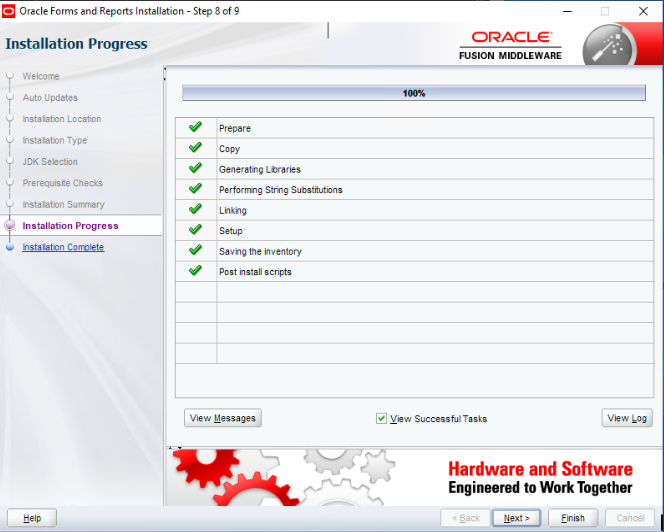 Oracle Forms and Reports Installation - Step 8 of 9
Installation Progress
ORACLE
FUSION MIDDLEWARE
Welcome
Auto Updates
Installation Location
Installation Type
JDK Selection
Prerequisite Checks
Installation Summary
Installation Progress
Installation Complete
100%
Prepare
Copy
Generating Libraries
Performing String Substitutions
Linking
Setup
Saving the inventory
Post install scripts
View Messages
View Successful Tasks
View Log
Hardware and Software
Engineered to Work Together
Help
< Back
Next >
Finish
Cancel